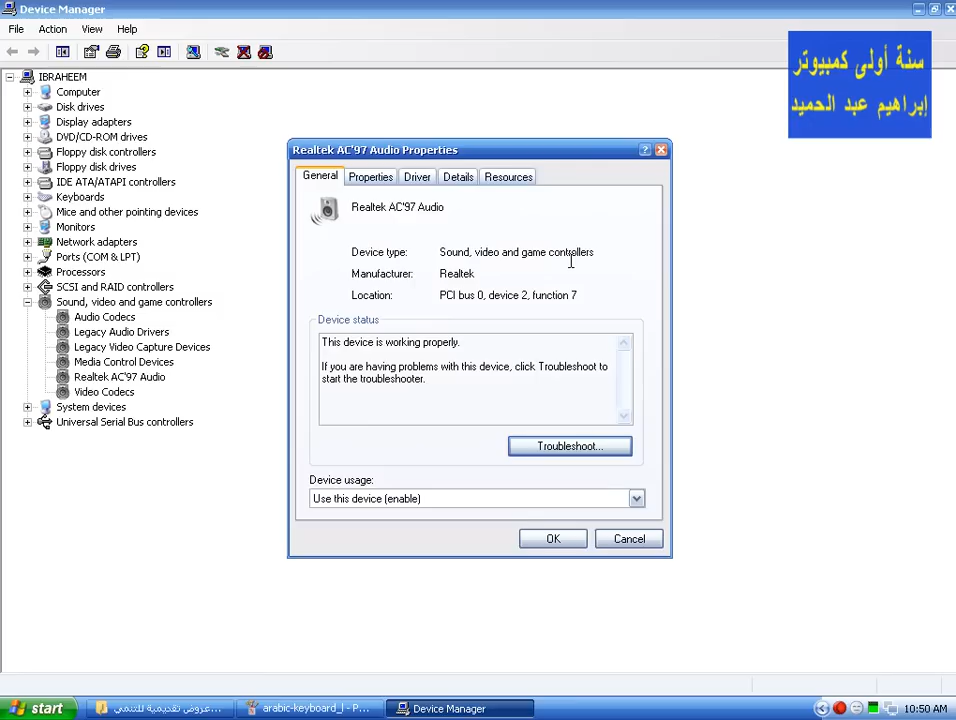 Device Manager
File Action View Help
IBRAHEEM
Computer
Disk drives
Display adapters
DVD/CD-ROM drives
Floppy disk controllers
Floppy disk drives
IDE ATA/ATAPI controllers
Keyboards
Mice and other pointing devices
Monitors
Network adapters
Ports (COM & LPT)
Processors
SCSI and RAID controllers
Sound, video and game controllers
Audio Codecs
Legacy Audio Drivers
Legacy Video Capture Devices
Media Control Devices
Realtek AC'97 Audio
Video Codecs
System devices
Universal Serial Bus controllers
سنة أولى كمبيوتر
إبراهيم عبد الحميد
Realtek AC'97 Audio Properties
General Properties Driver Details Resources
Realtek AC'97 Audio
Device type: Sound, video and game controllers
Manufacturer: Realtek
Location: PCI bus 0, device 2, function 7
Device status
This device is working properly.
If you are having problems with this device, click Troubleshoot to
start the troubleshooter.
Troubleshoot...
Device usage:
Use this device (enable)
OK Cancel
start عروض تقديمية للتنمي... arabic-keyboard_l - P... Device Manager 10:50 AM